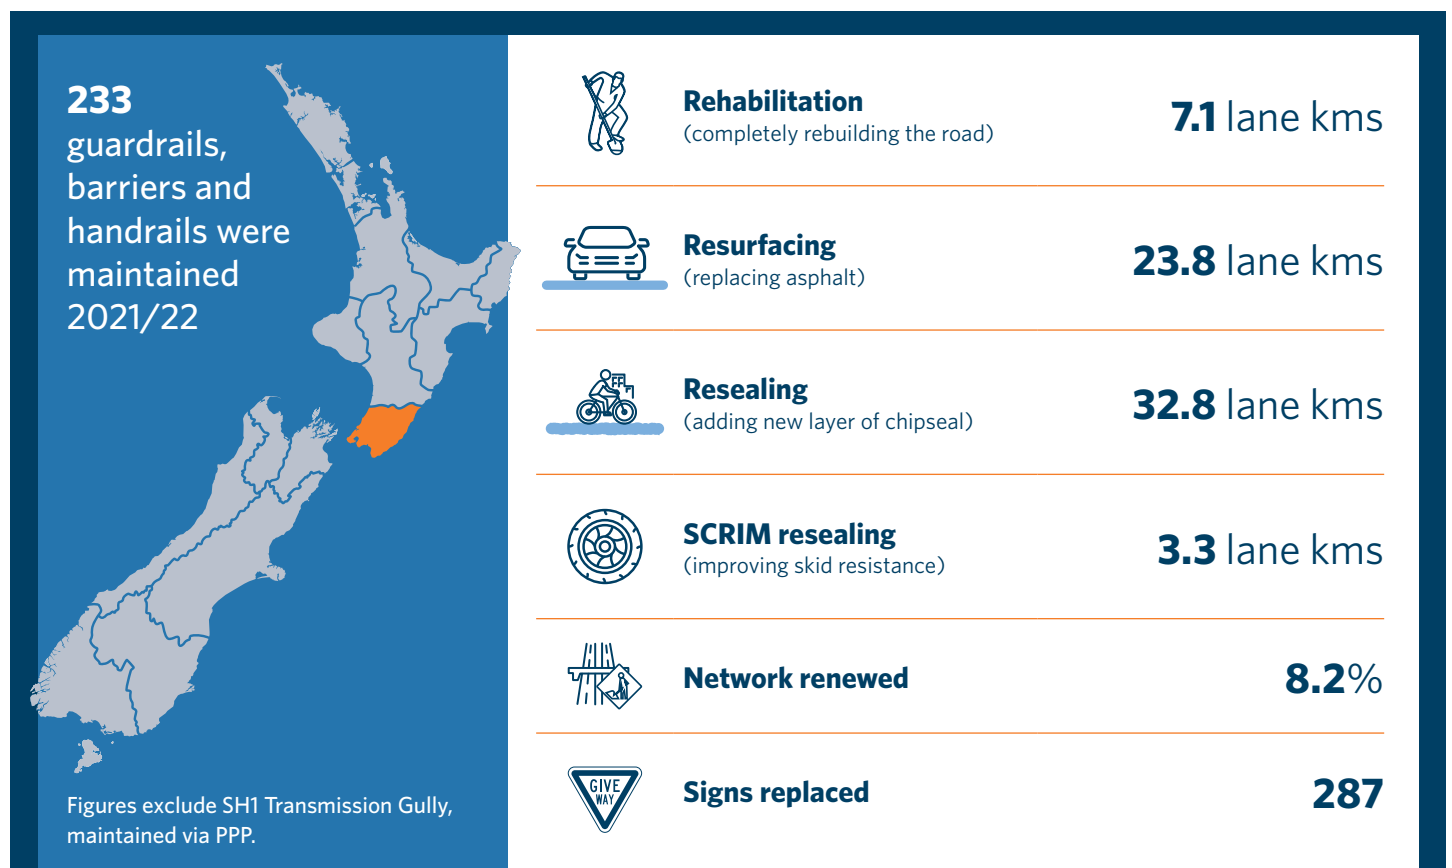 233
guardrails,
barriers and
handrails were
maintained
2021/22
Figures exclude SH1 Transmission Gully,
maintained via PPP.
Rehabilitation
(completely rebuilding the road)
7.1 lane kms
Resurfacing
(replacing asphalt)
23.8 lane kms
Resealing
(adding new layer of chipseal)
32.8 lane kms
SCRIM resealing
(improving skid resistance)
3.3 lane kms
Network renewed
8.2%
GIVE
WAY
Signs replaced
287